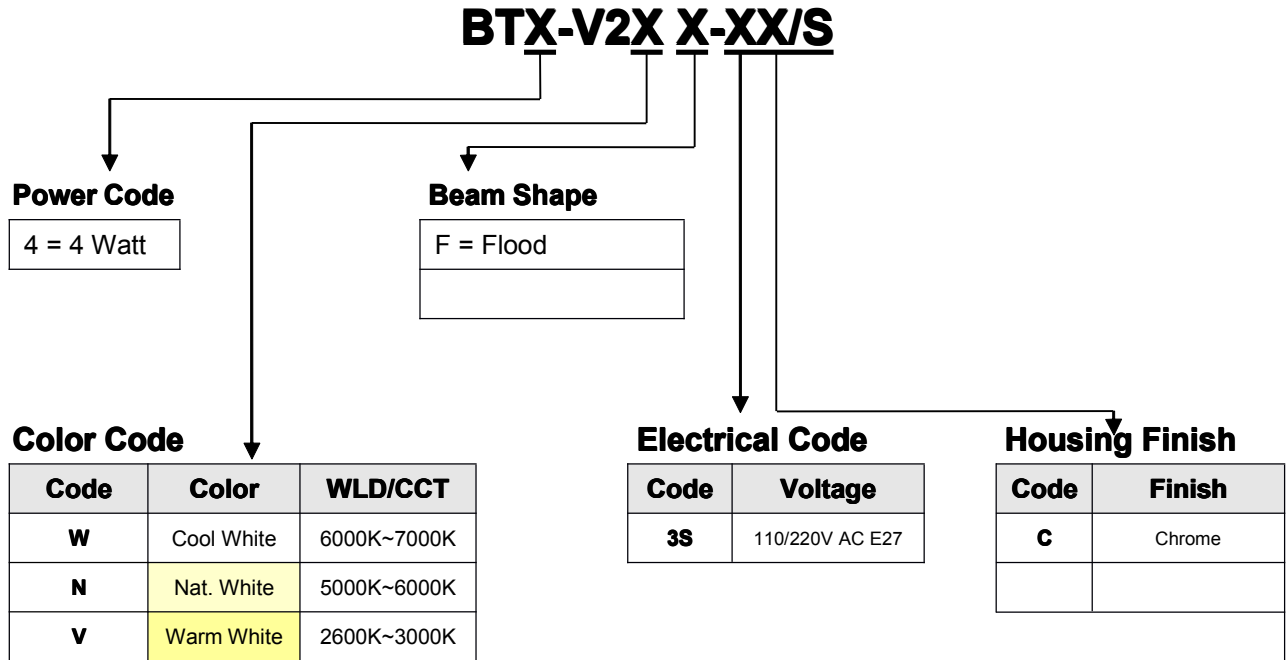 BTX-V2X X-XX/S
Power Code
4 = 4 Watt
Beam Shape
F = Flood
Color Code
Code Color WLD/CCT
W Cool White 6000K~7000K
N Nat. White 5000K~6000K
V Warm White 2600K~3000K
Electrical Code
Code Voltage
3S 110/220V AC E27
Housing Finish
Code Finish
C Chrome